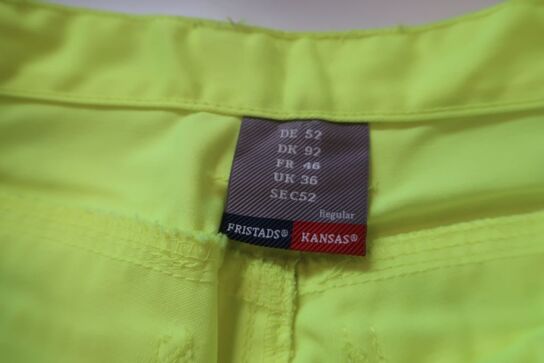 DE 52
DK 92
FR 46
UK 36
SE C52
Regular
FRISTADS® KANSAS®